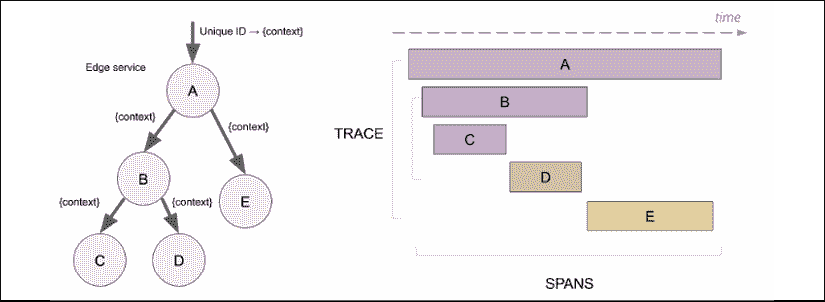 Unique ID → {context}
Edge service
A
{context}
{context}
B
E
{context}
{context}
C
D
time
A
B
TRACE
C
D
E
SPANS